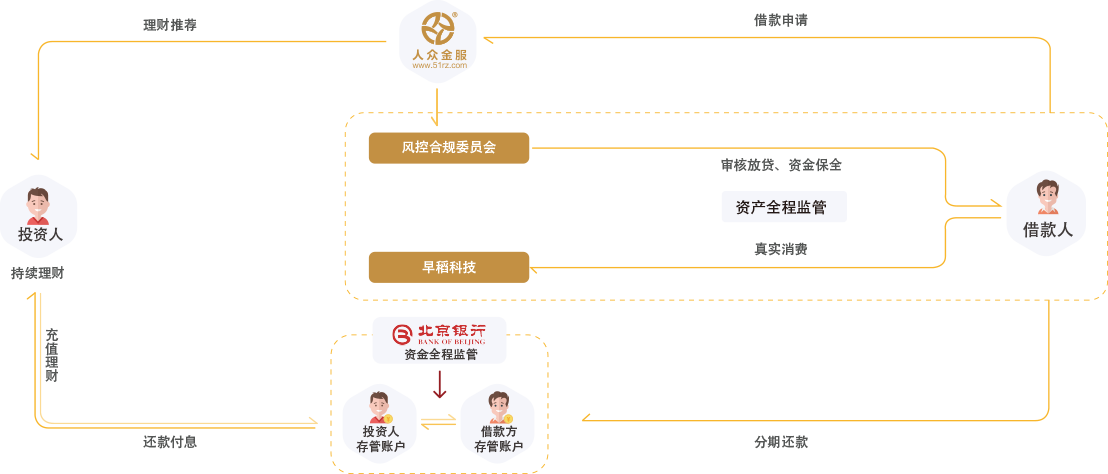 理财推荐
®
人众金服
www.51rz.com
借款申请
风控合规委员会
审核放贷、资金保全
资产全程监管
投资人
持续理财
借款人
真实消费
早稻科技
充值理财
北京银行
BANK OF BEIJING
资金全程监管
投资人
存管账户
借款方
存管账户
还款付息
分期还款